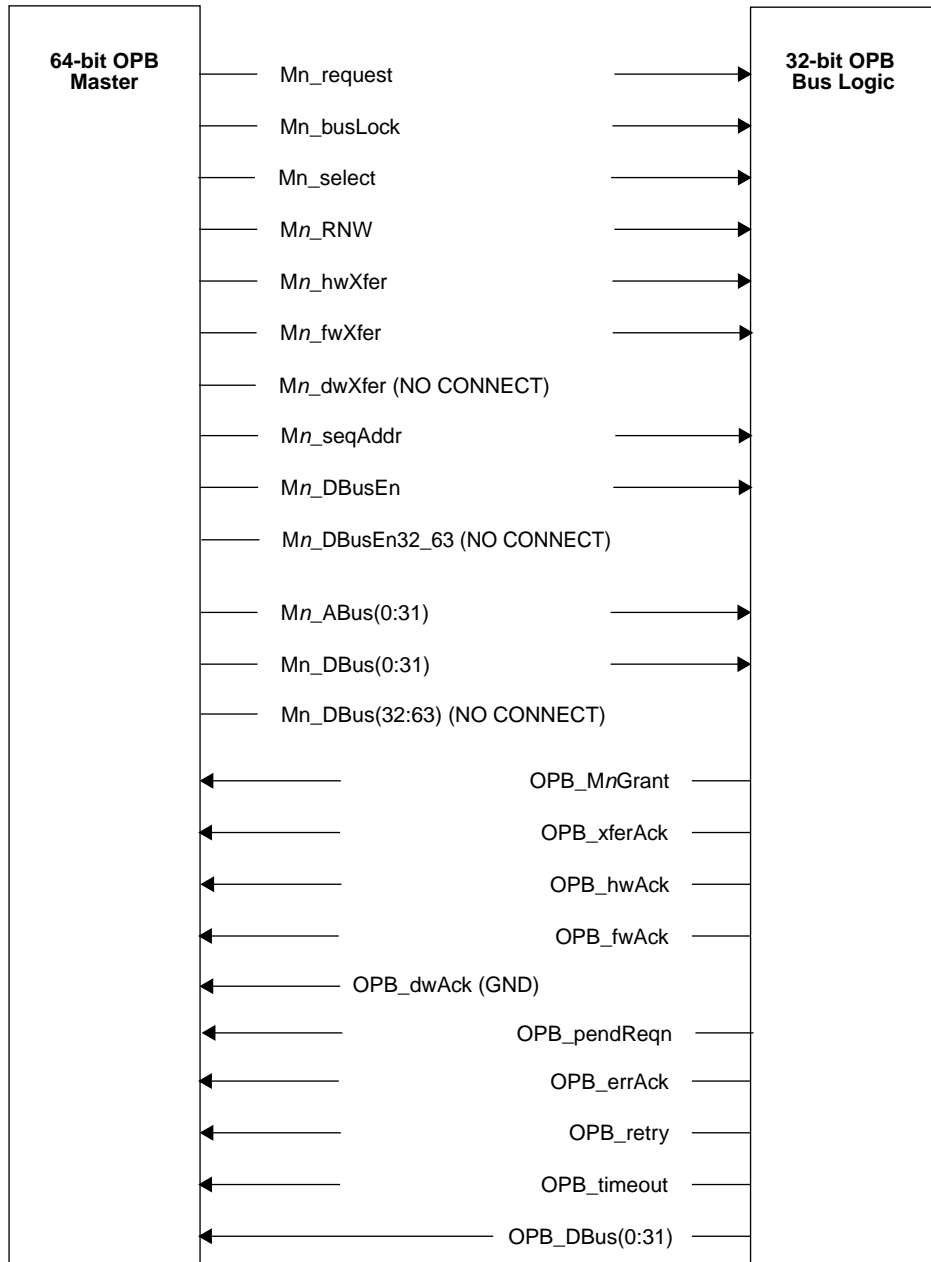 64-bit OPB
Master
32-bit OPB
Bus Logic
Mn_request
Mn_busLock
Mn_select
Mn_RNW
Mn_hwXfer
Mn_fwXfer
Mn_dwXfer (NO CONNECT)
Mn_seqAddr
Mn_DBusEn
Mn_DBusEn32_63 (NO CONNECT)
Mn_ABus(0:31)
Mn_DBus(0:31)
Mn_DBus(32:63) (NO CONNECT)
OPB_MnGrant
OPB_xferAck
OPB_hwAck
OPB_fwAck
OPB_dwAck (GND)
OPB_pendReqn
OPB_errAck
OPB_retry
OPB_timeout
OPB_DBus(0:31)